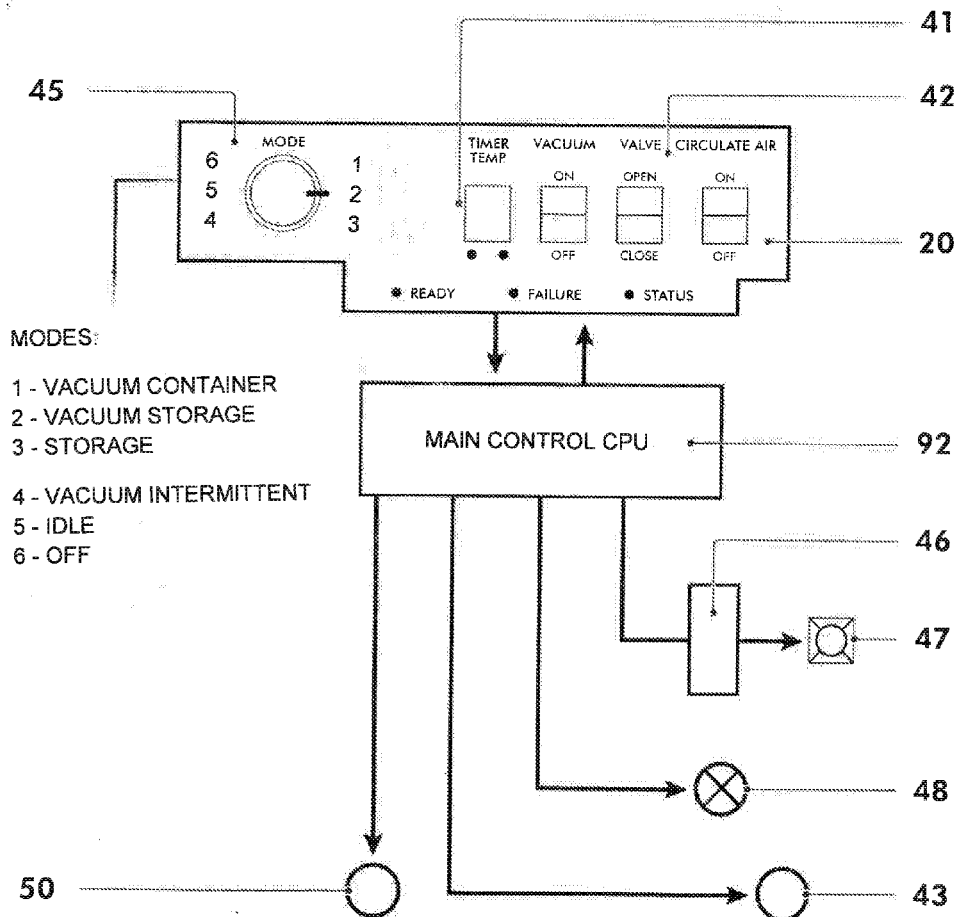 41
45
42
MODE
6
5
4
1
2
3
TIMER TEMP
VACUUM
ON
OFF
VALVE
OPEN
CLOSE
CIRCULATE AIR
ON
OFF
20
READY
FAILURE
STATUS
MODES:
1 - VACUUM CONTAINER
2 - VACUUM STORAGE
3 - STORAGE
4 - VACUUM INTERMITTENT
5 - IDLE
6 - OFF
MAIN CONTROL CPU
92
46
47
48
50
43